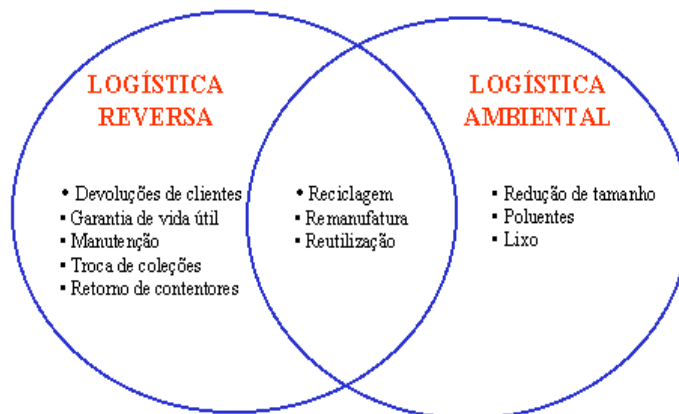 LOGÍSTICA
REVERSA
• Devoluções de clientes
▪ Garantia de vida útil
▪ Manutenção
▪ Troca de coleções
▪ Retorno de contentores
• Reciclagem
▪ Remanufatura
▪ Reutilização
LOGÍSTICA
AMBIENTAL
▪ Redução de tamanho
▪ Poluentes
▪ Lixo